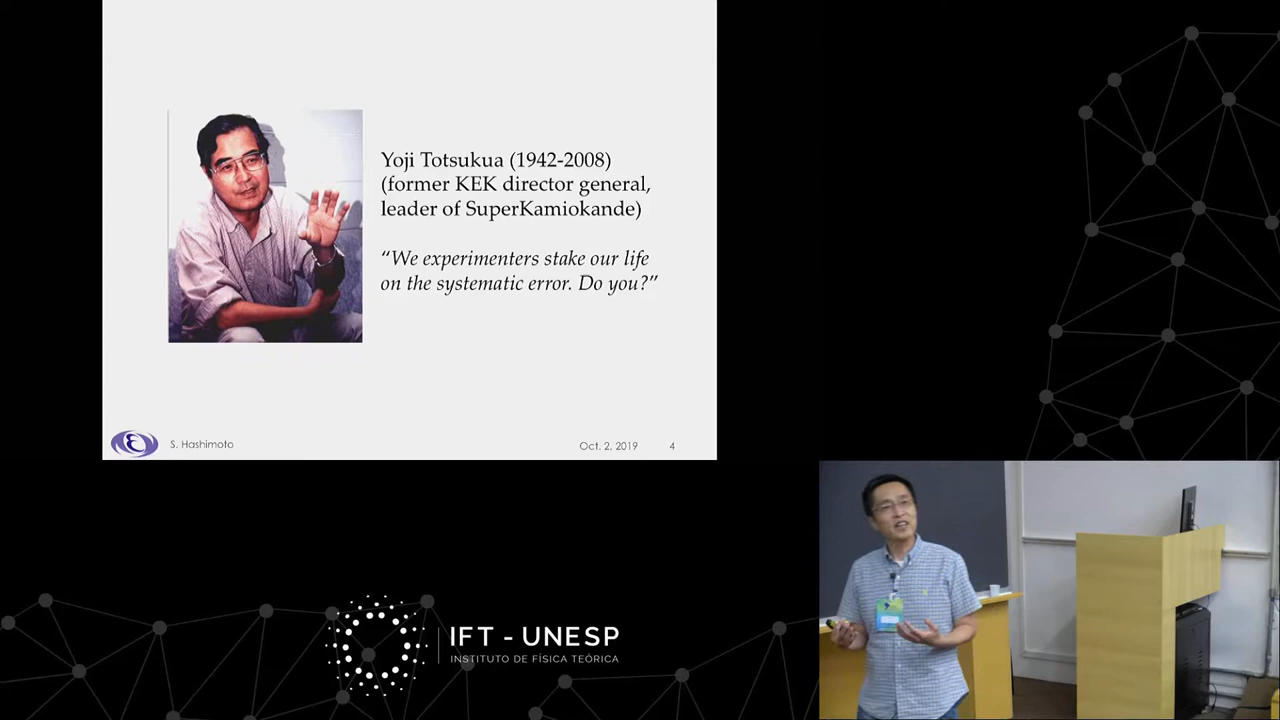 Yoji Totsukua (1942-2008)
(former KEK director general,
leader of SuperKamiokande)
“We experimenters stake our life
on the systematic error. Do you?”
S. Hashimoto
Oct. 2, 2019
4
IFT - UNESP
INSTITUTO DE FÍSICA TEÓRICA